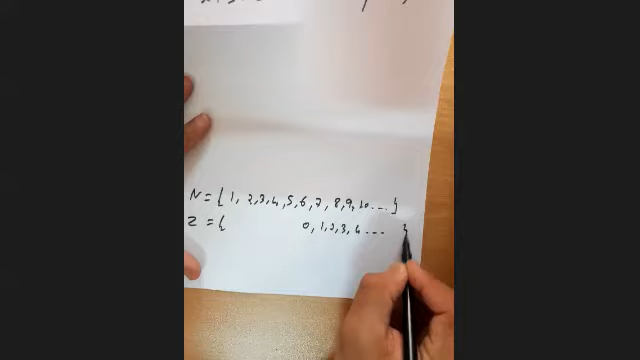 N = { 1, 2, 3, 4, 5, 6, 7, 8, 9, 10 .... }
Z = { 0, 1, 2, 3, 4 .... }